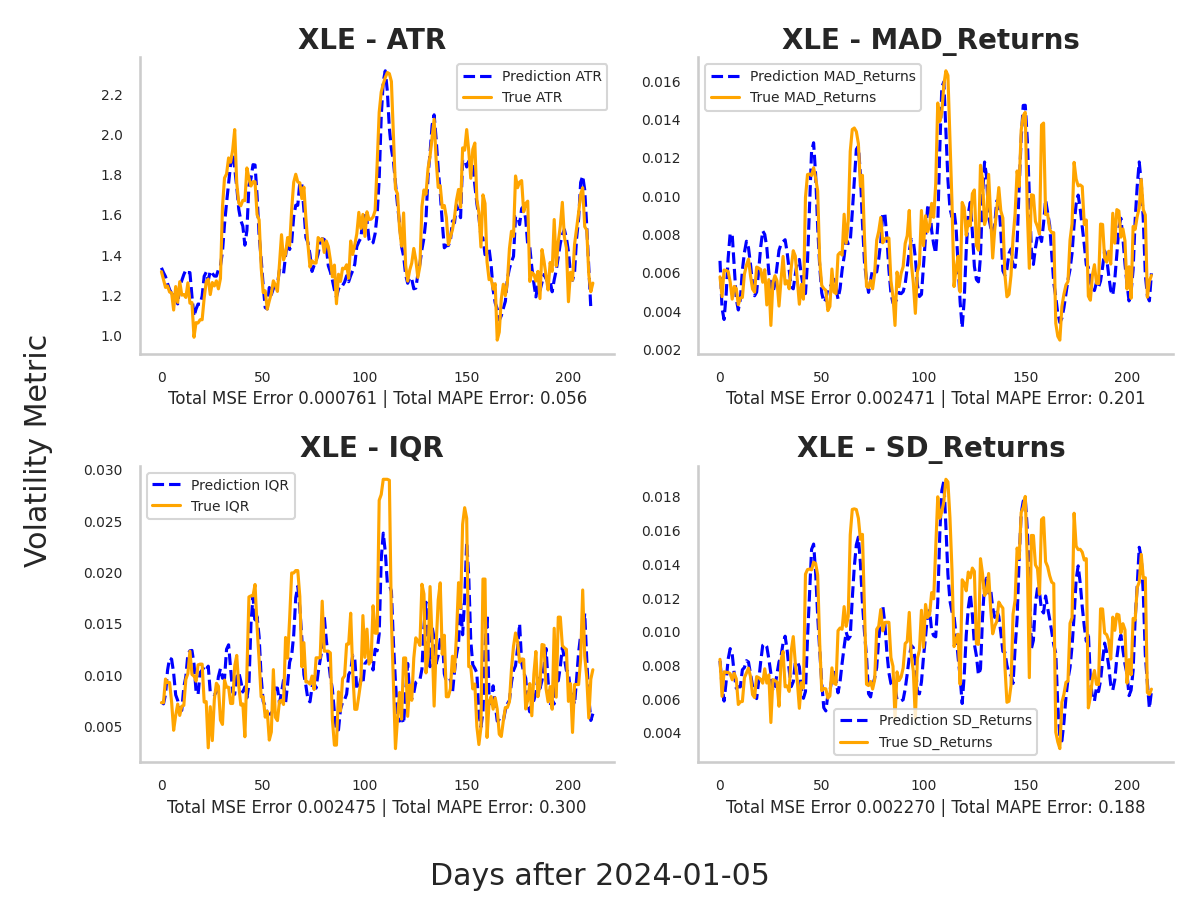 XLE - ATR
2.2
2.0
1.8
1.6
1.4
1.2
1.0
Prediction ATR
True ATR
0
50
100
150
200
Total MSE Error 0.000761 | Total MAPE Error: 0.056
XLE - MAD_Returns
0.016
0.014
0.012
0.010
0.008
0.006
0.004
0.002
Prediction MAD_Returns
True MAD_Returns
0
50
100
150
200
Total MSE Error 0.002471 | Total MAPE Error: 0.201
Volatility Metric
XLE - IQR
0.030
0.025
0.020
0.015
0.010
0.005
Prediction IQR
True IQR
0
50
100
150
200
Total MSE Error 0.002475 | Total MAPE Error: 0.300
XLE - SD_Returns
0.018
0.016
0.014
0.012
0.010
0.008
0.006
0.004
Prediction SD_Returns
True SD_Returns
0
50
100
150
200
Total MSE Error 0.002270 | Total MAPE Error: 0.188
Days after 2024-01-05